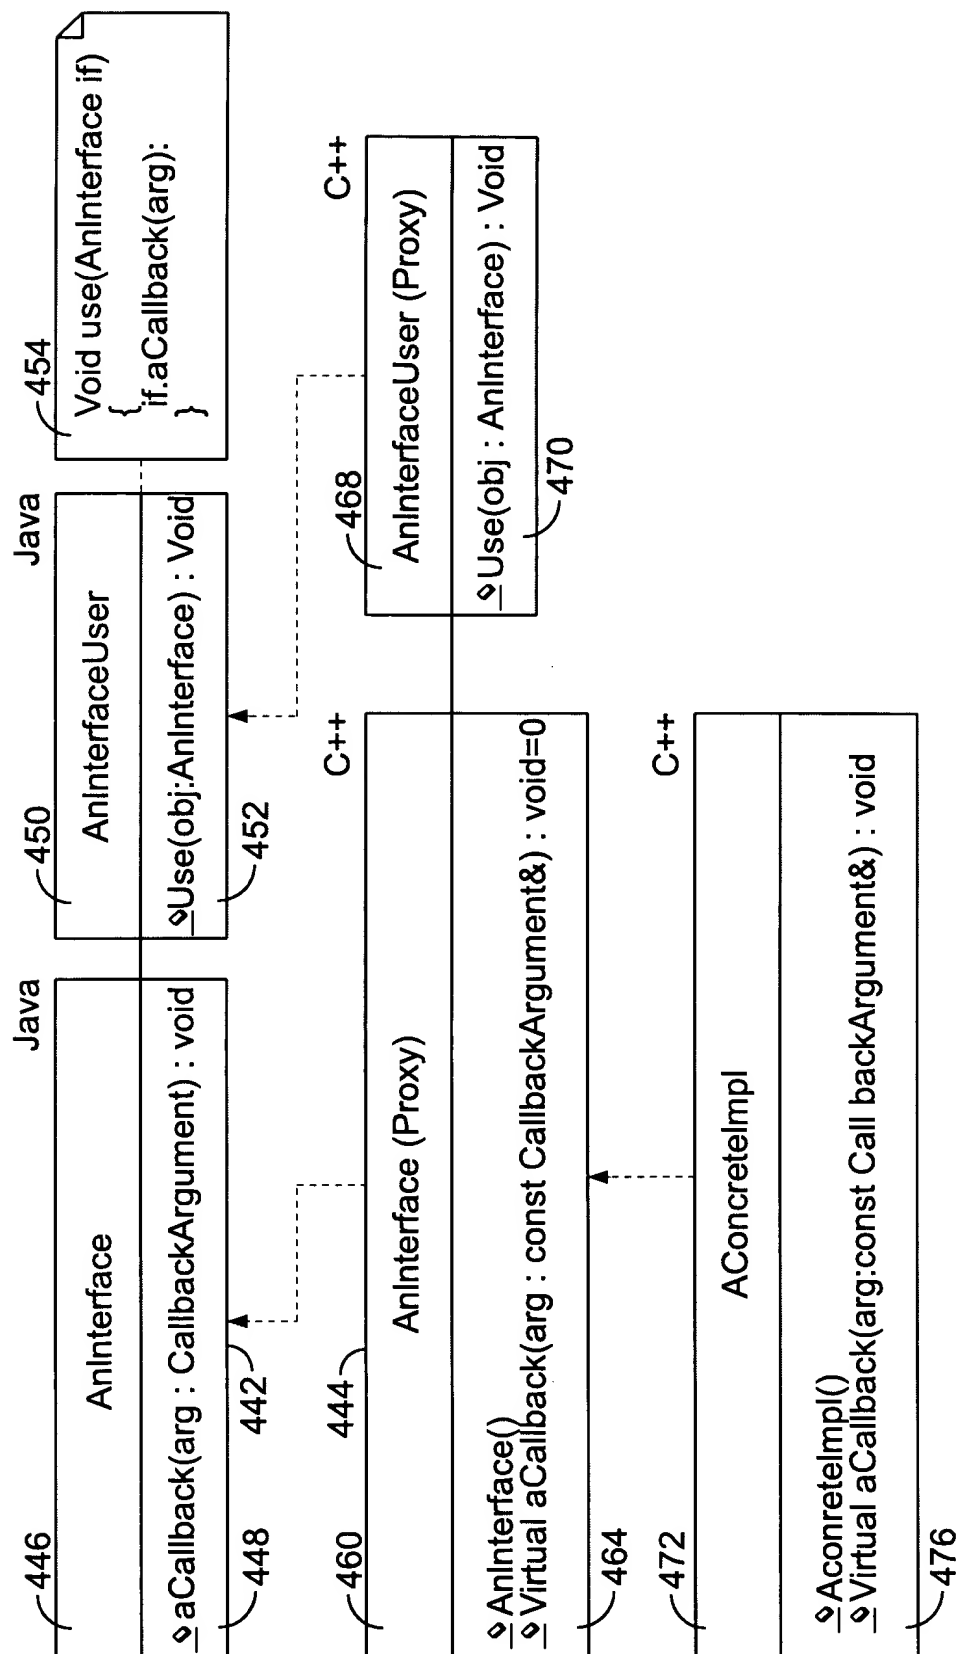 446
AnInterface
Java
aCallback(arg : CallbackArgument) : void
448
442
450
AnInterfaceUser
Java
Use(obj:AnInterface) : Void
452
454
Void use(AnInterface if)
{
if.aCallback(arg):
}
460
444
AnInterface (Proxy)
C++
AnInterface()
Virtual aCallback(arg : const CallbackArgument&) : void=0
464
468
AnInterfaceUser (Proxy)
C++
Use(obj : AnInterface) : Void
470
472
AConcreteImpl
C++
AconreteImpl()
Virtual aCallback(arg:const Call backArgument&) : void
476